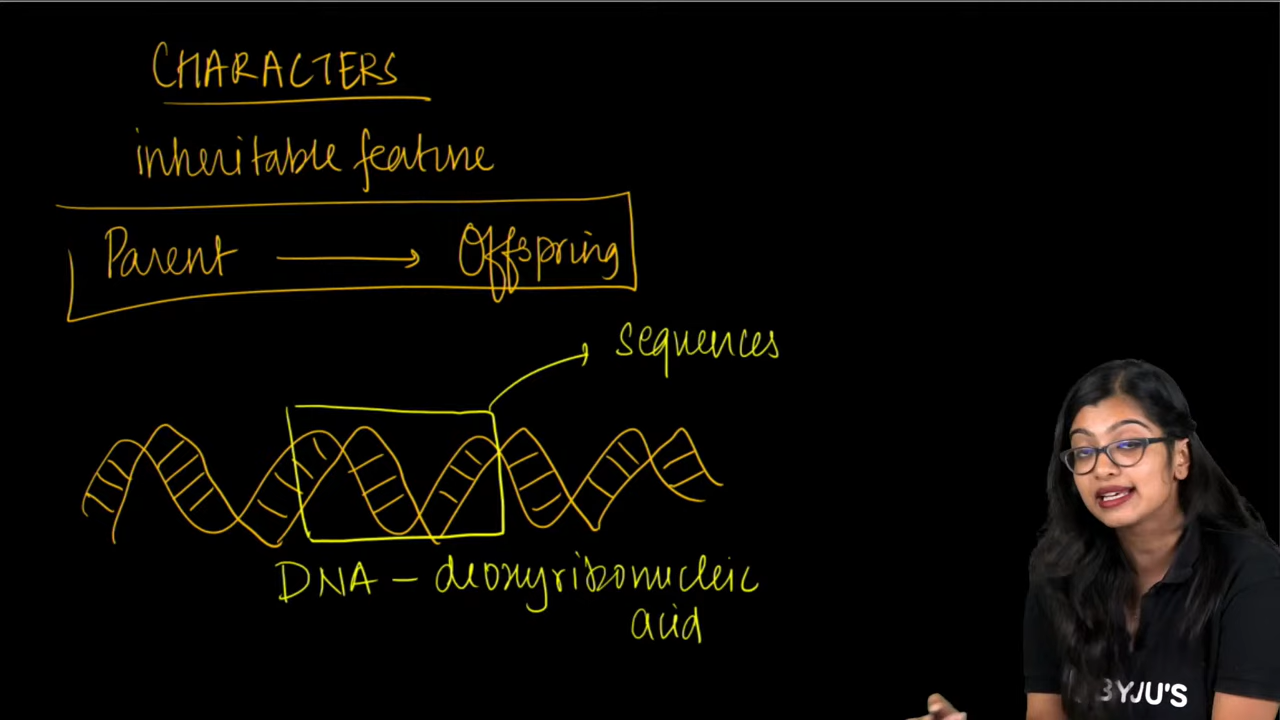 CHARACTERS
inheritable feature
Parent → Offspring
sequences
DNA - deoxyribonucleic
acid
BYJU'S